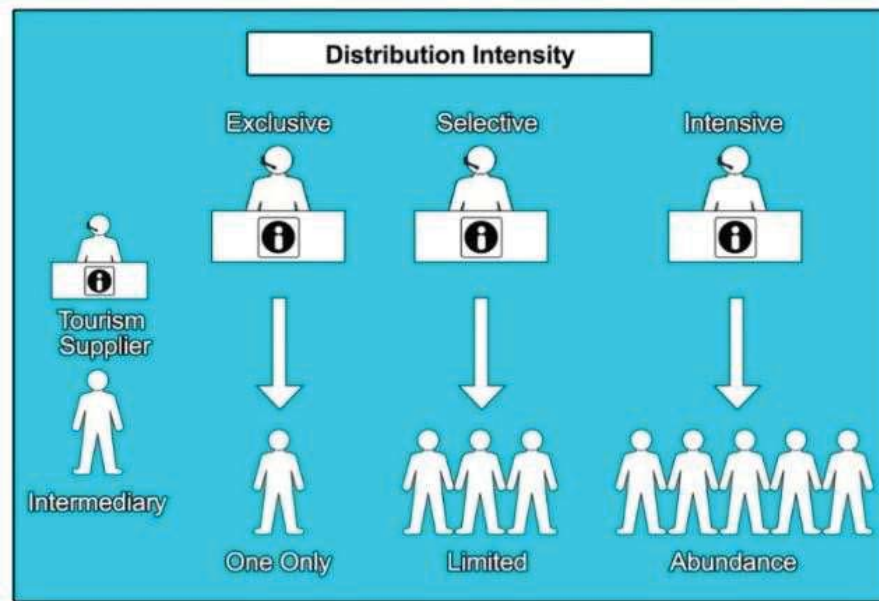 Distribution Intensity
Exclusive
Selective
Intensive
i
i
i
i
Tourism
Supplier
Intermediary
One Only
Limited
Abundance